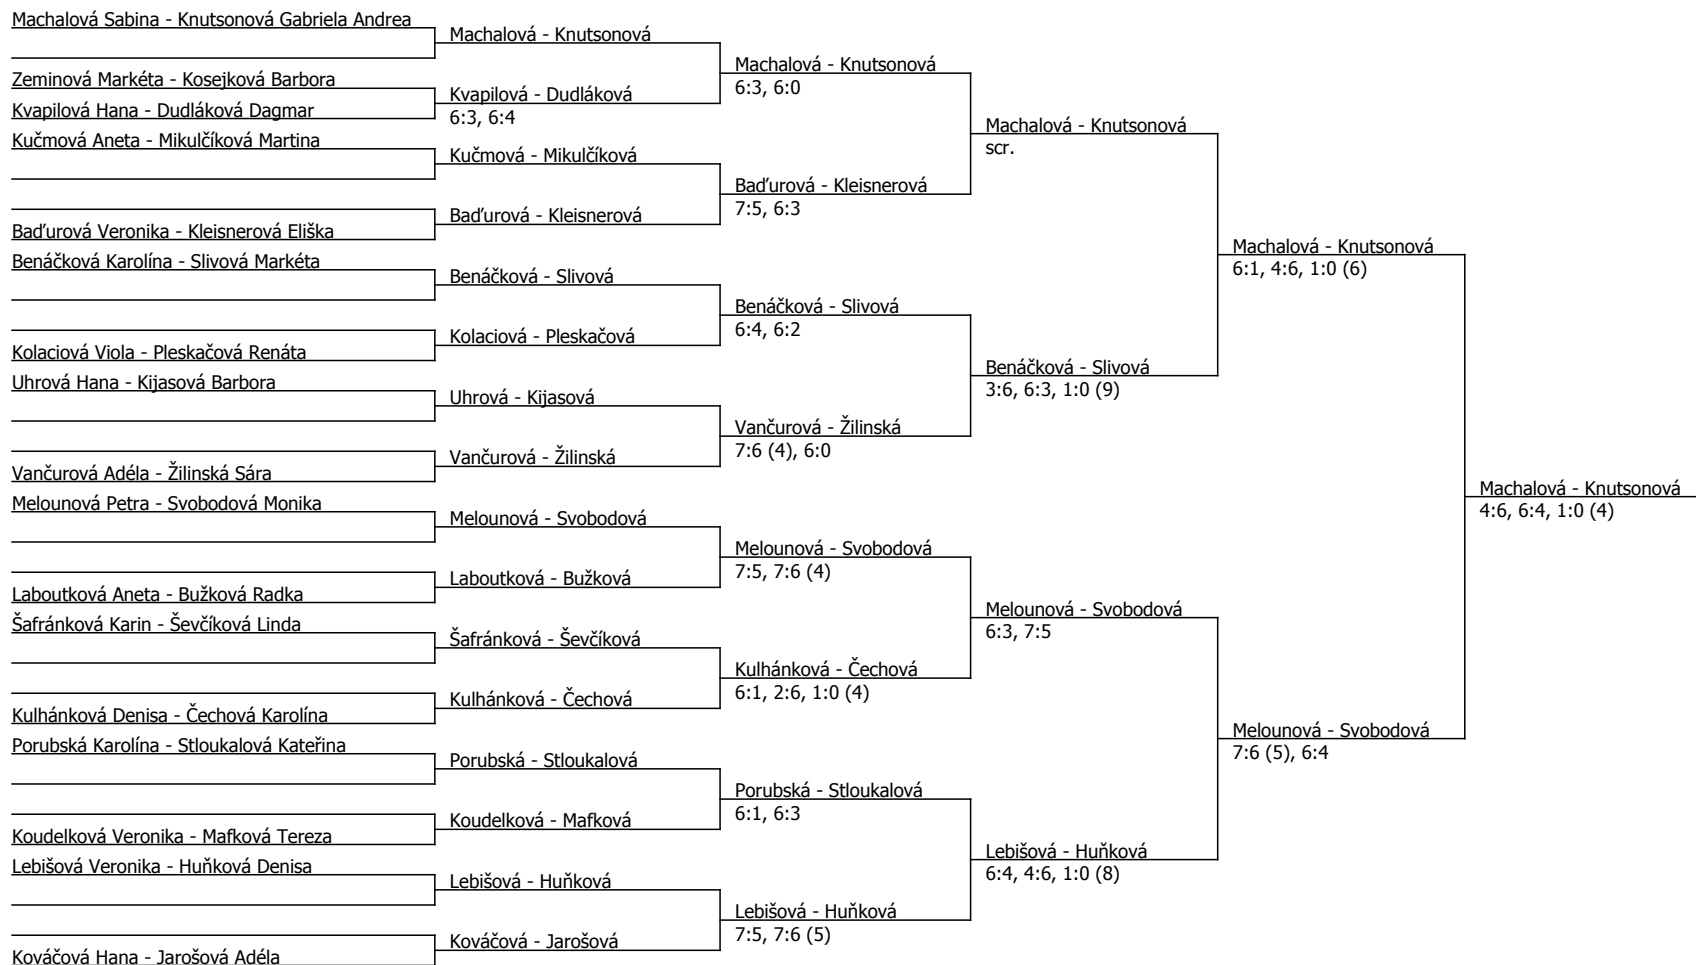 Machalová Sabina - Knutsonová Gabriela Andrea
Zeminová Markéta - Kosejková Barbora
Kvapilová Hana - Dudláková Dagmar
Kučmová Aneta - Mikulčíková Martina
Baďurová Veronika - Kleisnerová Eliška
Benáčková Karolína - Slivová Markéta
Kolaciová Viola - Pleskačová Renáta
Uhrová Hana - Kijasová Barbora
Vančurová Adéla - Žilinská Sára
Melounová Petra - Svobodová Monika
Laboutková Aneta - Bužková Radka
Šafránková Karin - Ševčíková Linda
Kulhánková Denisa - Čechová Karolína
Porubská Karolína - Stloukalová Kateřina
Koudelková Veronika - Mafková Tereza
Lebišová Veronika - Huňková Denisa
Kováčová Hana - Jarošová Adéla
Machalová - Knutsonová
Kvapilová - Dudláková
6:3, 6:4
Kučmová - Mikulčíková
Baďurová - Kleisnerová
Benáčková - Slivová
Kolaciová - Pleskačová
Uhrová - Kijasová
Vančurová - Žilinská
Melounová - Svobodová
Laboutková - Bužková
Šafránková - Ševčíková
Kulhánková - Čechová
Porubská - Stloukalová
Koudelková - Mafková
Lebišová - Huňková
Kováčová - Jarošová
Machalová - Knutsonová
6:3, 6:0
Baďurová - Kleisnerová
7:5, 6:3
Benáčková - Slivová
6:4, 6:2
Vančurová - Žilinská
7:6 (4), 6:0
Melounová - Svobodová
7:5, 7:6 (4)
Kulhánková - Čechová
6:1, 2:6, 1:0 (4)
Porubská - Stloukalová
6:1, 6:3
Lebišová - Huňková
7:5, 7:6 (5)
Machalová - Knutsonová
scr.
Benáčková - Slivová
3:6, 6:3, 1:0 (9)
Melounová - Svobodová
6:3, 7:5
Lebišová - Huňková
6:4, 4:6, 1:0 (8)
Machalová - Knutsonová
6:1, 4:6, 1:0 (6)
Melounová - Svobodová
7:6 (5), 6:4
Machalová - Knutsonová
4:6, 6:4, 1:0 (4)